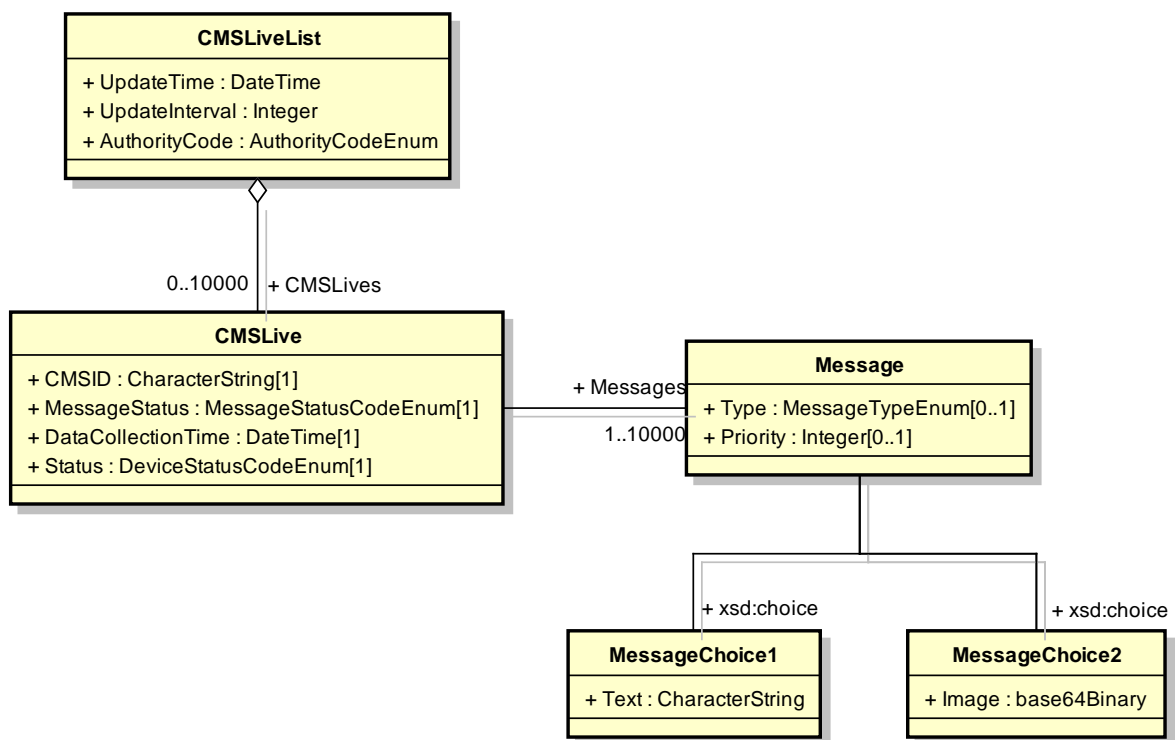 CMSLiveList
+ UpdateTime : DateTime
+ UpdateInterval : Integer
+ AuthorityCode : AuthorityCodeEnum
0..10000
+ CMSLives
CMSLive
+ CMSID : CharacterString[1]
+ MessageStatus : MessageStatusCodeEnum[1]
+ DataCollectionTime : DateTime[1]
+ Status : DeviceStatusCodeEnum[1]
+ Messages
1..10000
Message
+ Type : MessageTypeEnum[0..1]
+ Priority : Integer[0..1]
+ xsd:choice
+ xsd:choice
MessageChoice1
+ Text : CharacterString
MessageChoice2
+ Image : base64Binary